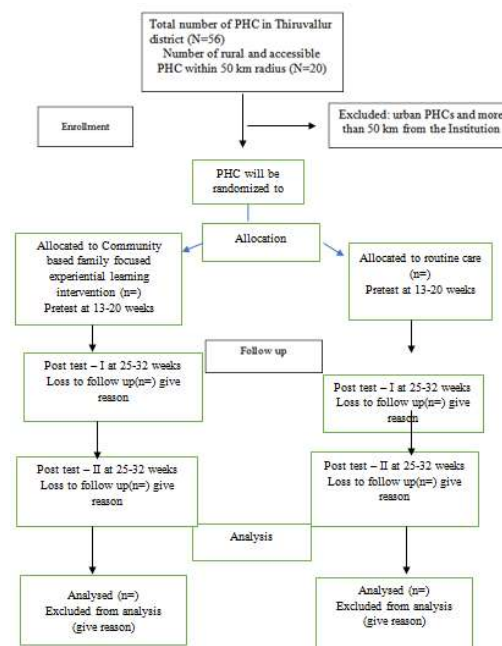 Total number of PHC in Thiruvallur
district (N=56)
Number of rural and accessible
PHC within 50 km radius (N=20)
Enrollment
Excluded: urban PHCs and more
than 50 km from the Institution
PHC will be
randomized to
Allocation
Allocated to Community
based family focused
experiential learning
intervention (n=)
Pretest at 13-20 weeks
Allocated to routine care
(n=)
Pretest at 13-20 weeks
Follow up
Post test – I at 25-32 weeks
Loss to follow up(n=) give
reason
Post test – I at 25-32 weeks
Loss to follow up(n=) give
reason
Post test – II at 25-32 weeks
Loss to follow up(n=) give
reason
Post test – II at 25-32 weeks
Loss to follow up(n=) give
reason
Analysis
Analysed (n=)
Excluded from analysis
(give reason)
Analysed (n=)
Excluded from analysis
(give reason)